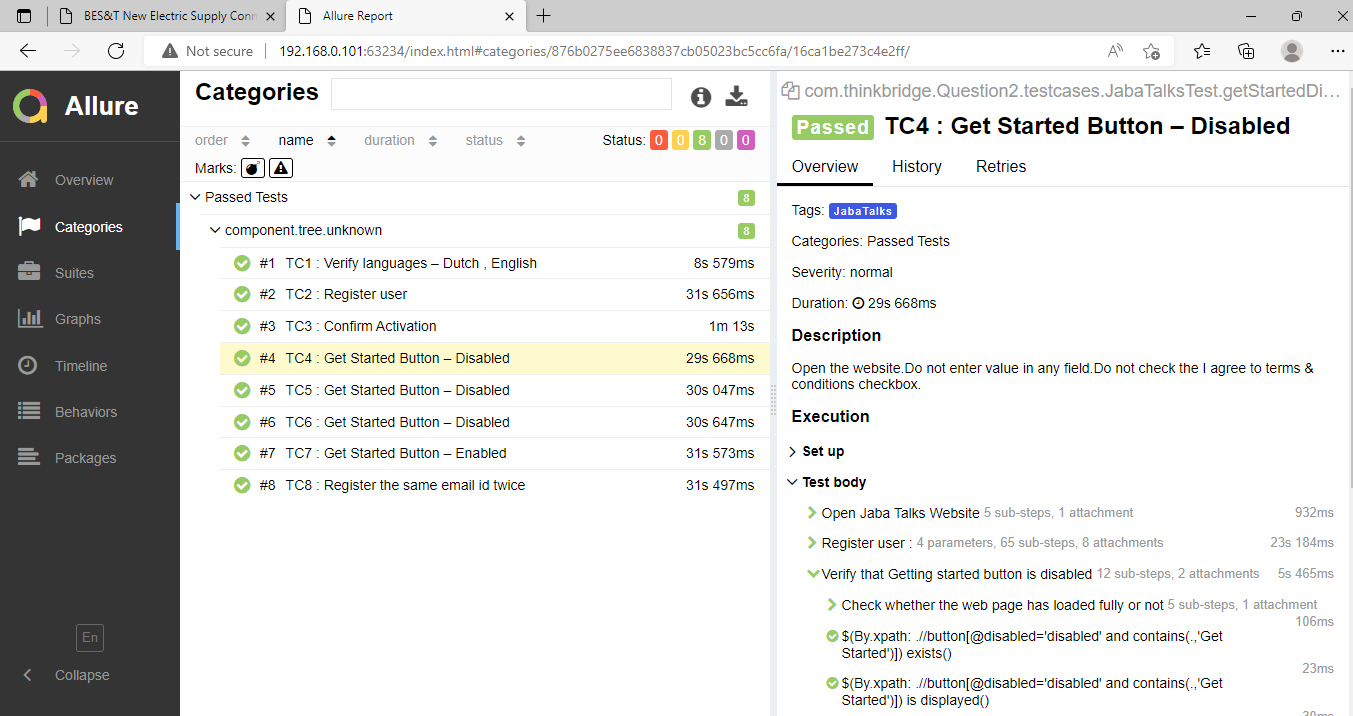 BES&T New Electric Supply Conn
Allure Report
Not secure
192.168.0.101:63234/index.html#categories/876b0275ee6838837cb05023bc5cc6fa/16ca1be273c4e2ff/
Allure
Overview
Categories
Suites
Graphs
Timeline
Behaviors
Packages
En
Collapse
Categories
order name duration status Status: 0 0 8 0 0
Marks:
Passed Tests 8
component.tree.unknown 8
#1 TC1 : Verify languages – Dutch , English 8s 579ms
#2 TC2 : Register user 31s 656ms
#3 TC3 : Confirm Activation 1m 13s
#4 TC4 : Get Started Button – Disabled 29s 668ms
#5 TC5 : Get Started Button – Disabled 30s 047ms
#6 TC6 : Get Started Button – Disabled 30s 647ms
#7 TC7 : Get Started Button – Enabled 31s 573ms
#8 TC8 : Register the same email id twice 31s 497ms
com.thinkbridge.Question2.testcases.JabaTalksTest.getStartedDi…
Passed TC4 : Get Started Button – Disabled
Overview History Retries
Tags: JabaTalks
Categories: Passed Tests
Severity: normal
Duration: 29s 668ms
Description
Open the website.Do not enter value in any field.Do not check the I agree to terms &
conditions checkbox.
Execution
Set up
Test body
Open Jaba Talks Website 5 sub-steps, 1 attachment 932ms
Register user : 4 parameters, 65 sub-steps, 8 attachments 23s 184ms
Verify that Getting started button is disabled 12 sub-steps, 2 attachments 5s 465ms
Check whether the web page has loaded fully or not 5 sub-steps, 1 attachment
106ms
$(By.xpath: .//button[@disabled='disabled' and contains(.,'Get
Started')]) exists()
23ms
$(By.xpath: .//button[@disabled='disabled' and contains(.,'Get
Started')]) is displayed()